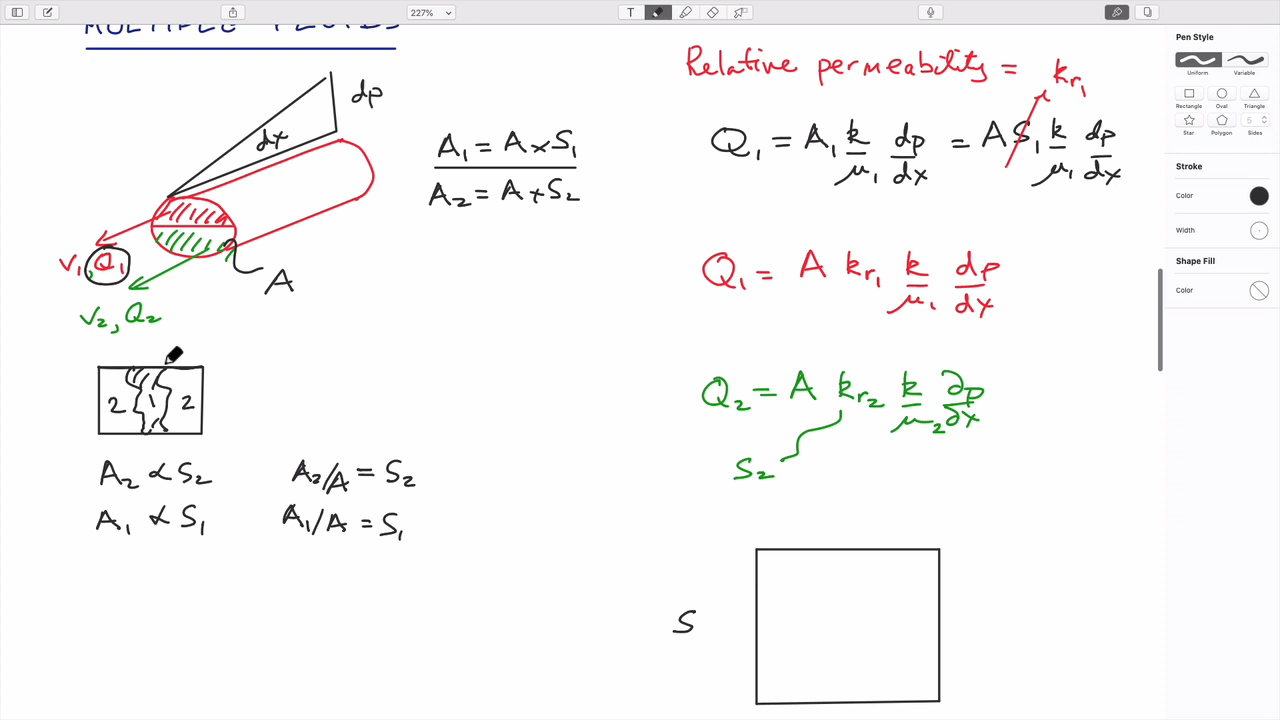 227%
T
MULTIPLE FLUIDS
dp
dx
A₁ = A × S₁
A₂ = A × S₂
V₁, Q₁
A
V₂, Q₂
2 1 2
A₂ ∝ S₂ A₂/A = S₂
A₁ ∝ S₁ A₁/A = S₁
Relative permeability = kr₁
Q₁ = A₁ k/μ₁ dp/dx = A S₁ k/μ₁ dp/dx
Q₁ = A kr₁ k/μ₁ dp/dx
Q₂ = A kr₂ k/μ₂ ∂p/∂x
S₂
S
Pen Style
Uniform Variable
Rectangle Oval Triangle
5
Star Polygon Sides
Stroke
Color
Width
Shape Fill
Color